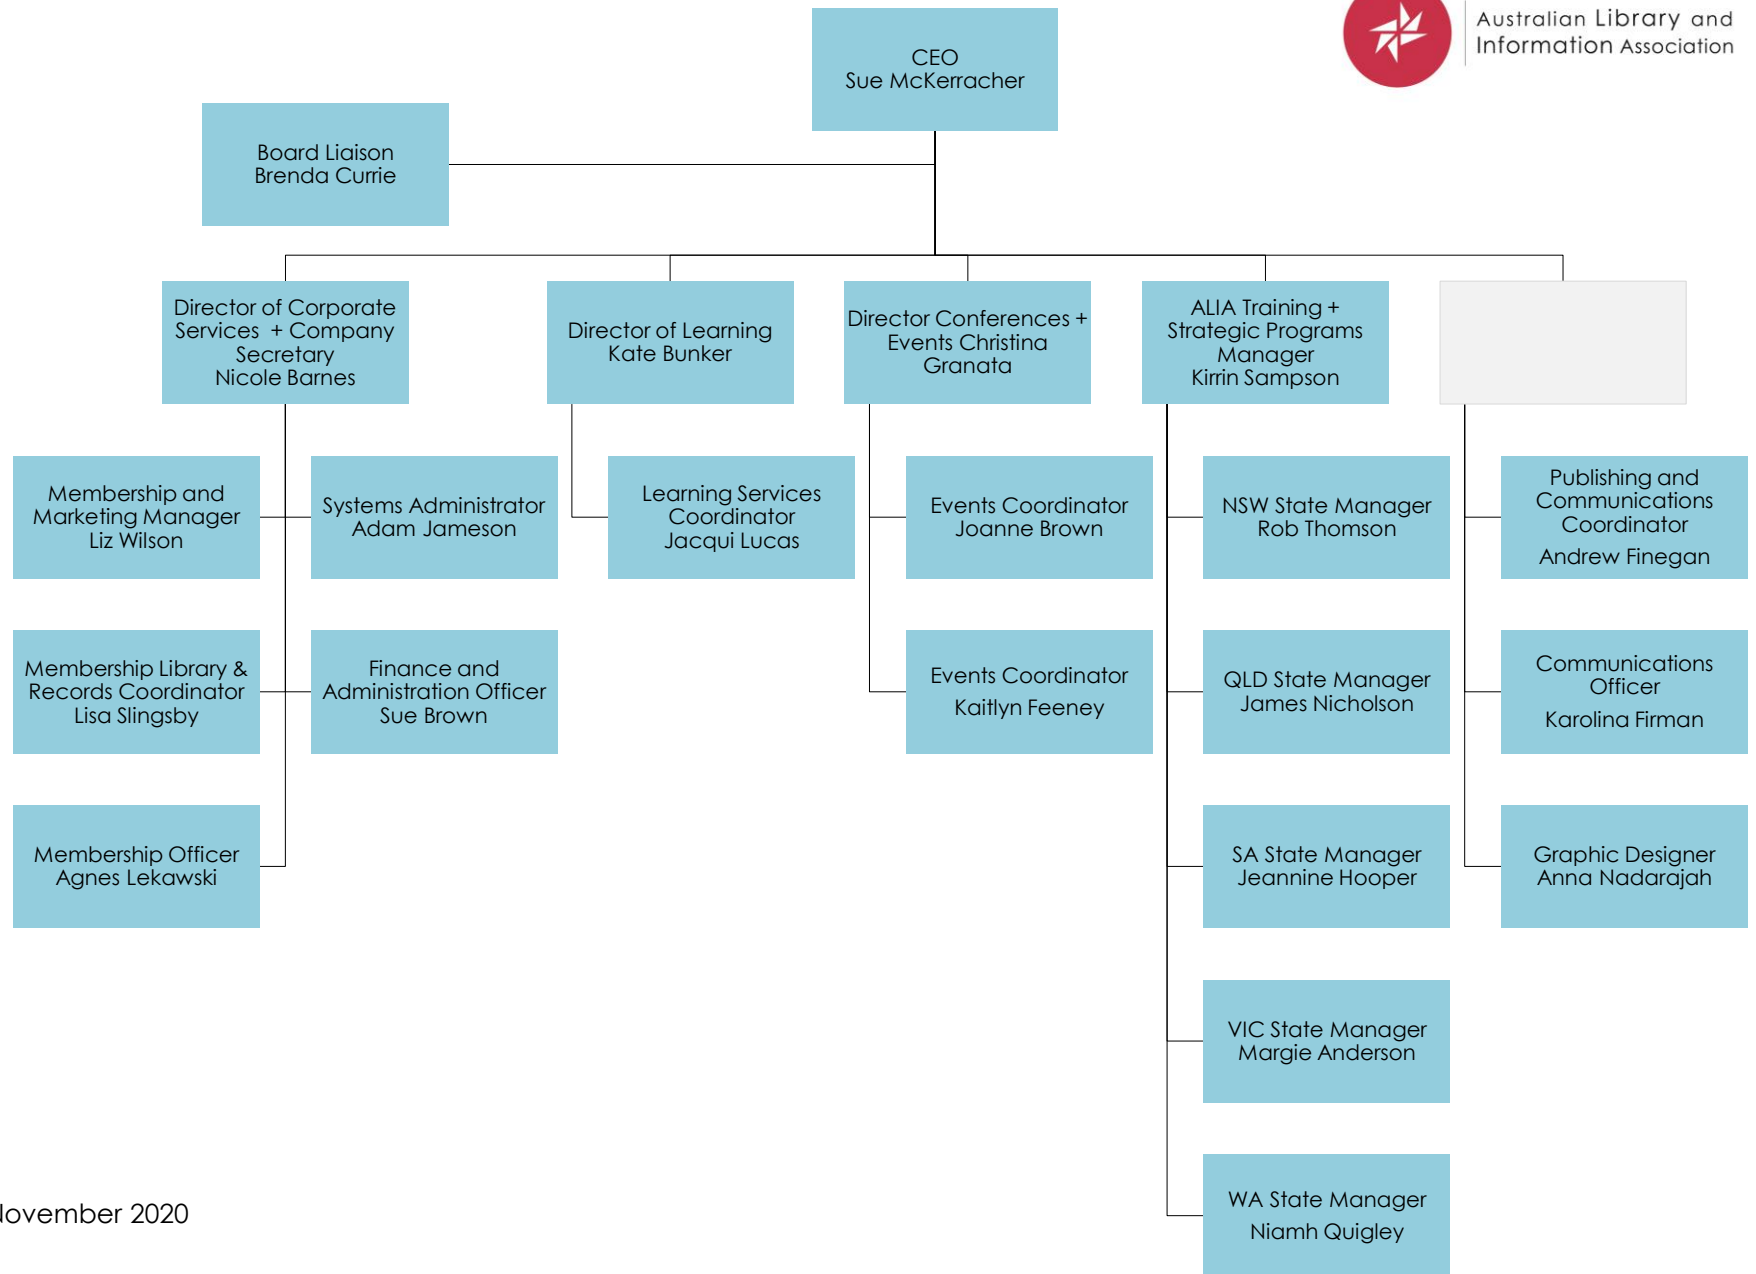 Australian Library and
Information Association
CEO
Sue McKerracher
Board Liaison
Brenda Currie
Director of Corporate
Services + Company
Secretary
Nicole Barnes
Director of Learning
Kate Bunker
Director Conferences +
Events Christina
Granata
ALIA Training +
Strategic Programs
Manager
Kirrin Sampson
Membership and
Marketing Manager
Liz Wilson
Systems Administrator
Adam Jameson
Learning Services
Coordinator
Jacqui Lucas
Events Coordinator
Joanne Brown
NSW State Manager
Rob Thomson
Publishing and
Communications
Coordinator
Andrew Finegan
Membership Library &
Records Coordinator
Lisa Slingsby
Finance and
Administration Officer
Sue Brown
Events Coordinator
Kaitlyn Feeney
QLD State Manager
James Nicholson
Communications
Officer
Karolina Firman
Membership Officer
Agnes Lekawski
SA State Manager
Jeannine Hooper
Graphic Designer
Anna Nadarajah
VIC State Manager
Margie Anderson
WA State Manager
Niamh Quigley
November 2020